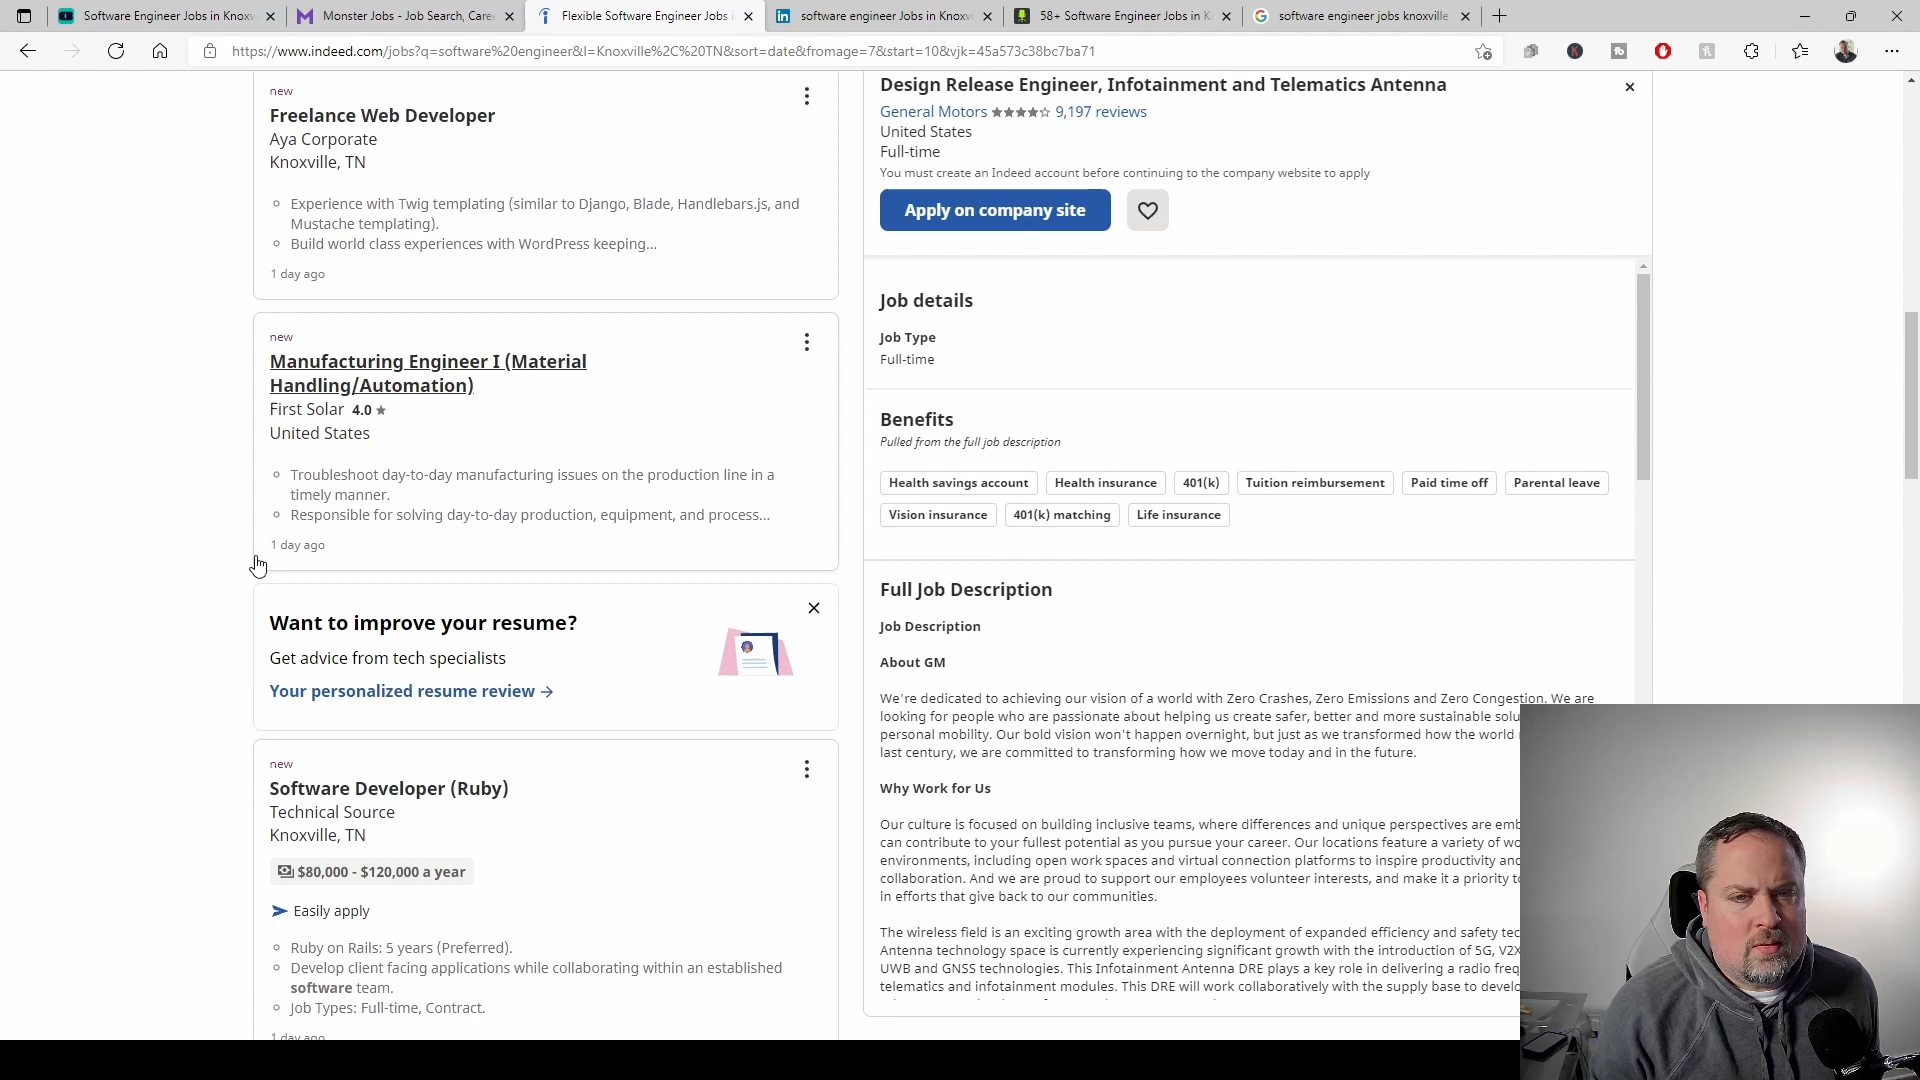 Software Engineer Jobs in Knoxv
Monster Jobs - Job Search, Care
Flexible Software Engineer Jobs i
software engineer Jobs in Knoxvi
58+ Software Engineer Jobs in K
software engineer jobs knoxville
https://www.indeed.com/jobs?q=software%20engineer&l=Knoxville%2C%20TN&sort=date&fromage=7&start=10&vjk=45a573c38bc7ba71
new
Freelance Web Developer
Aya Corporate
Knoxville, TN
Experience with Twig templating (similar to Django, Blade, Handlebars.js, and
Mustache templating).
Build world class experiences with WordPress keeping...
1 day ago
new
Manufacturing Engineer I (Material
Handling/Automation)
First Solar 4.0 ★
United States
Troubleshoot day-to-day manufacturing issues on the production line in a
timely manner.
Responsible for solving day-to-day production, equipment, and process...
1 day ago
Want to improve your resume?
Get advice from tech specialists
Your personalized resume review →
new
Software Developer (Ruby)
Technical Source
Knoxville, TN
$80,000 - $120,000 a year
Easily apply
Ruby on Rails: 5 years (Preferred).
Develop client facing applications while collaborating within an established
software team.
Job Types: Full-time, Contract.
1 day ago
Design Release Engineer, Infotainment and Telematics Antenna
General Motors ★★★★☆ 9,197 reviews
United States
Full-time
You must create an Indeed account before continuing to the company website to apply
Apply on company site
Job details
Job Type
Full-time
Benefits
Pulled from the full job description
Health savings account Health insurance 401(k) Tuition reimbursement Paid time off Parental leave
Vision insurance 401(k) matching Life insurance
Full Job Description
Job Description
About GM
We're dedicated to achieving our vision of a world with Zero Crashes, Zero Emissions and Zero Congestion. We are
looking for people who are passionate about helping us create safer, better and more sustainable solu
personal mobility. Our bold vision won't happen overnight, but just as we transformed how the world
last century, we are committed to transforming how we move today and in the future.
Why Work for Us
Our culture is focused on building inclusive teams, where differences and unique perspectives are emb
can contribute to your fullest potential as you pursue your career. Our locations feature a variety of wo
environments, including open work spaces and virtual connection platforms to inspire productivity and
collaboration. And we are proud to support our employees volunteer interests, and make it a priority to
in efforts that give back to our communities.
The wireless field is an exciting growth area with the deployment of expanded efficiency and safety tec
Antenna technology space is currently experiencing significant growth with the introduction of 5G, V2X
UWB and GNSS technologies. This Infotainment Antenna DRE plays a key role in delivering a radio freq
telematics and infotainment modules. This DRE will work collaboratively with the supply base to develo